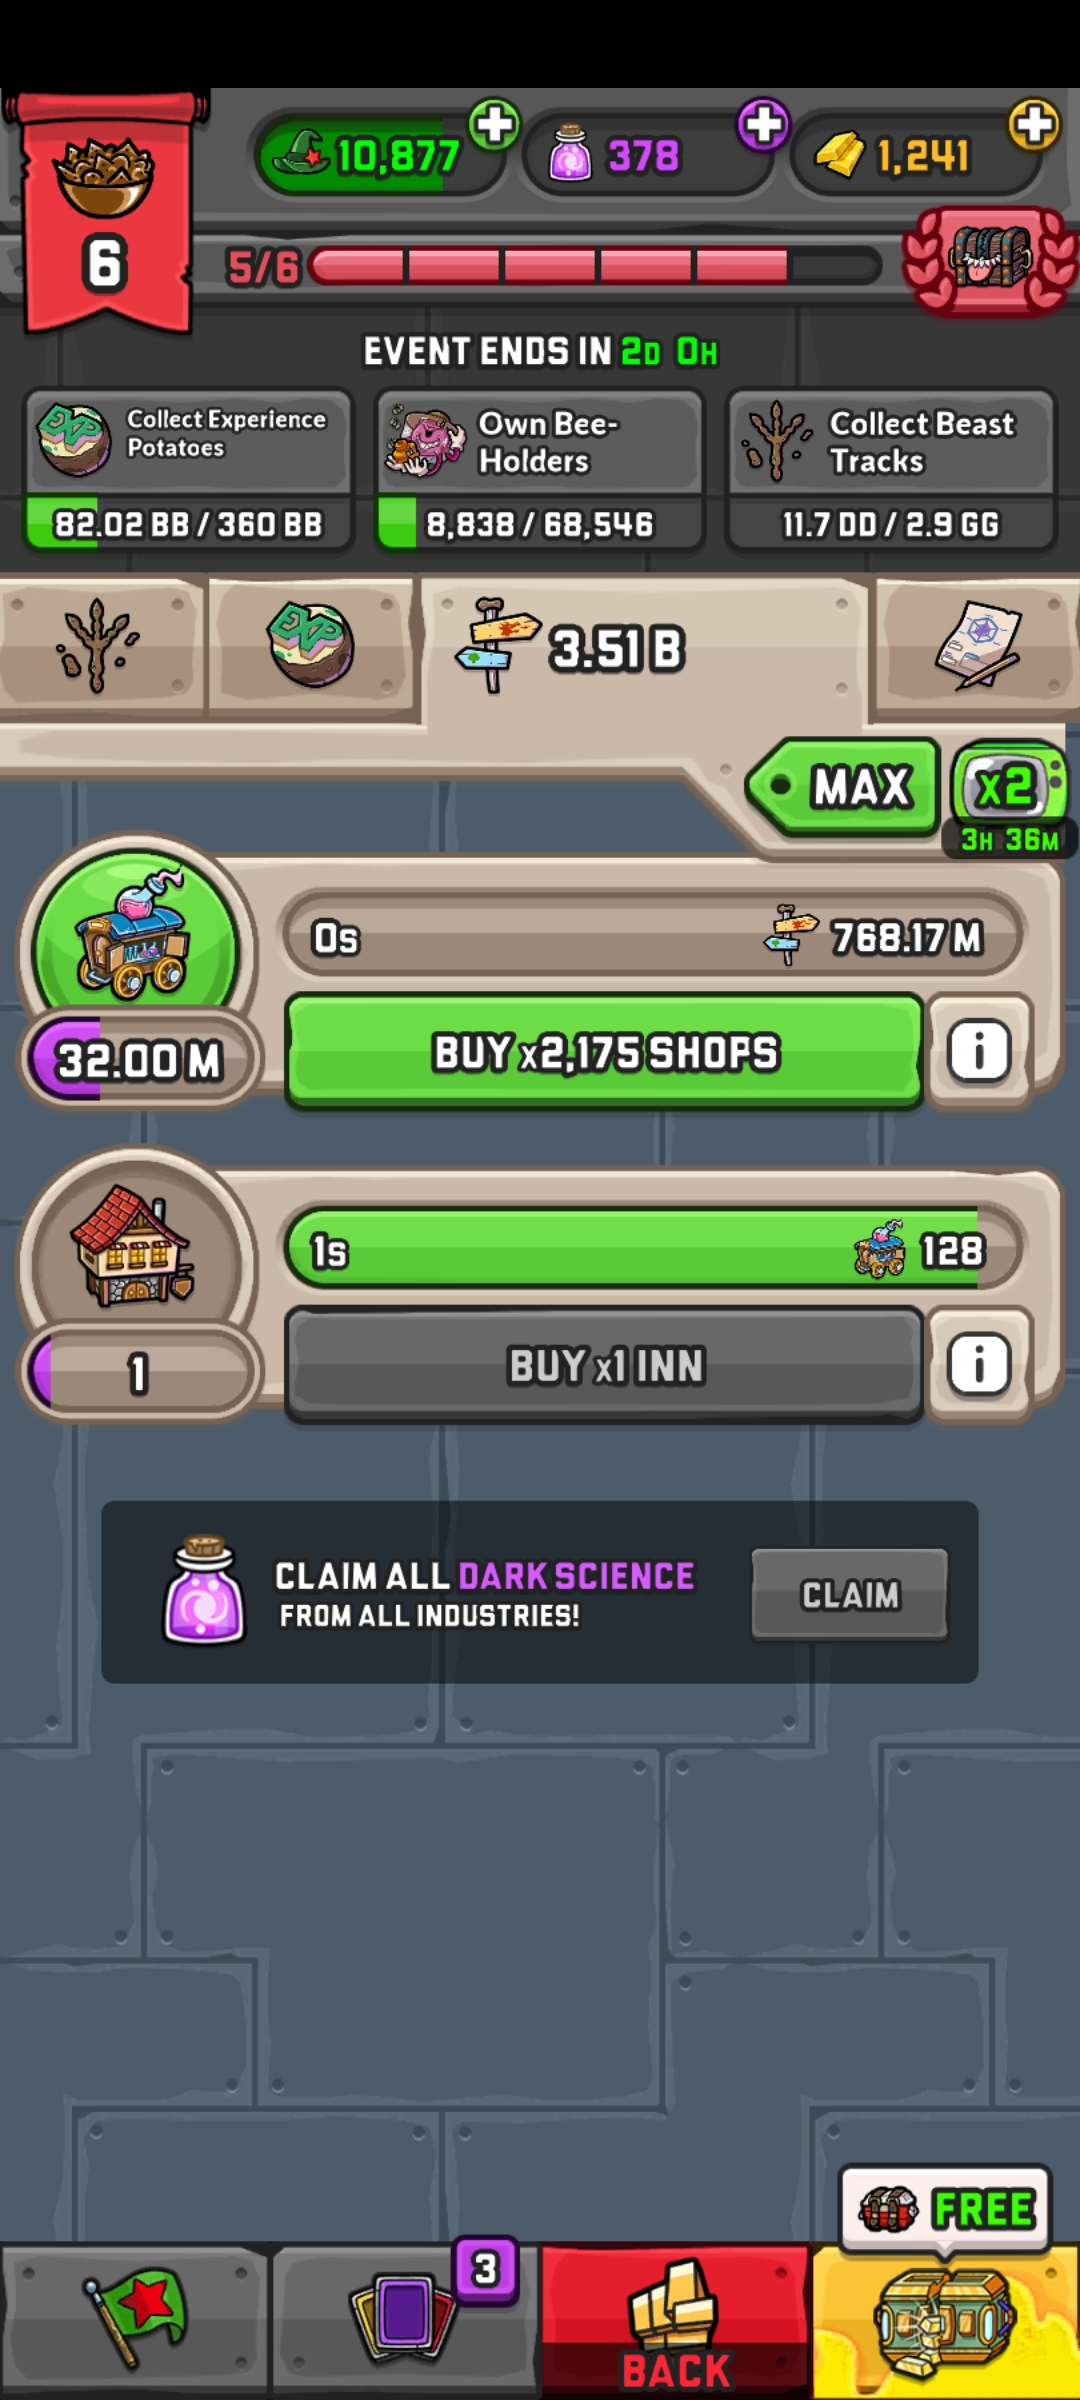 10,877
378
1,241
6
5/6
EVENT ENDS IN 2D 0H
Collect Experience
Potatoes
82.02 BB / 360 BB
Own Bee-
Holders
8,838 / 68,546
Collect Beast
Tracks
11.7 DD / 2.9 GG
EXP
3.51 B
MAX
x2
3H 36M
0s
768.17 M
32.00 M
BUY x2,175 SHOPS
i
1s
128
1
BUY x1 INN
i
CLAIM ALL DARK SCIENCE
FROM ALL INDUSTRIES!
CLAIM
FREE
3
BACK